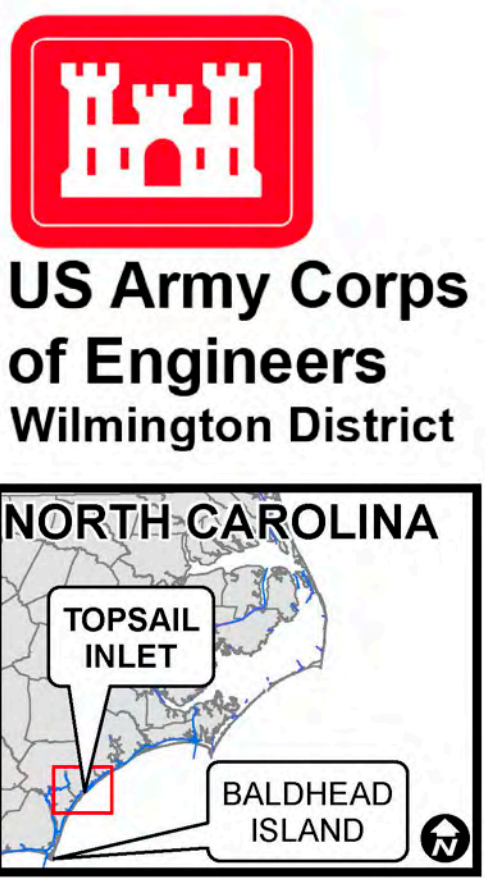 US Army Corps
of Engineers
Wilmington District
NORTH CAROLINA
TOPSAIL
INLET
BALDHEAD
ISLAND
N